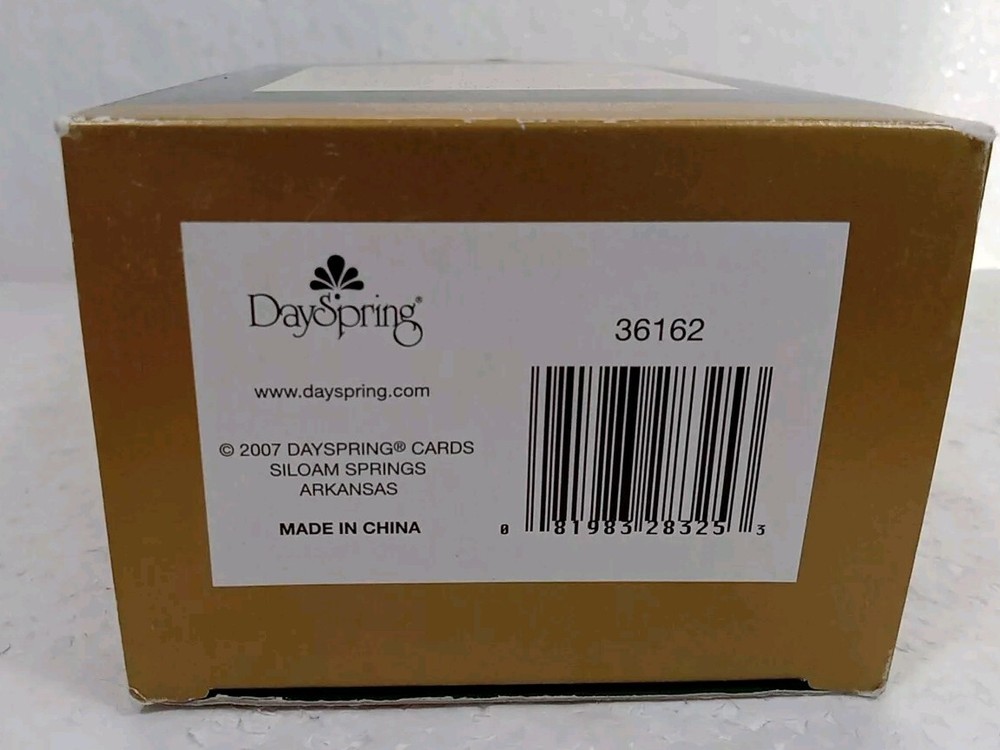 DaySpring®
www.dayspring.com
© 2007 DAYSPRING® CARDS
SILOAM SPRINGS
ARKANSAS
MADE IN CHINA
36162
0 81983 28325 3